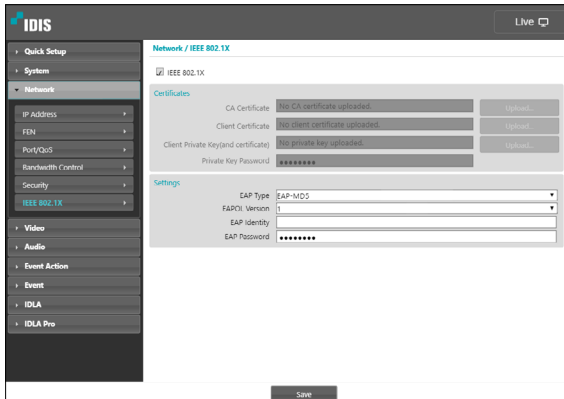 IDIS
Live
Quick Setup
System
Network
IP Address
FEN
Port/QoS
Bandwidth Control
Security
IEEE 802.1X
Video
Audio
Event Action
Event
IDLA
IDLA Pro
Network / IEEE 802.1X
IEEE 802.1X
Certificates
CA Certificate No CA certificate uploaded. Upload...
Client Certificate No client certificate uploaded. Upload...
Client Private Key(and certificate) No private key uploaded. Upload...
Private Key Password ●●●●●●●●
Settings
EAP Type EAP-MD5
EAPOL Version 1
EAP Identity
EAP Password ●●●●●●●●
Save